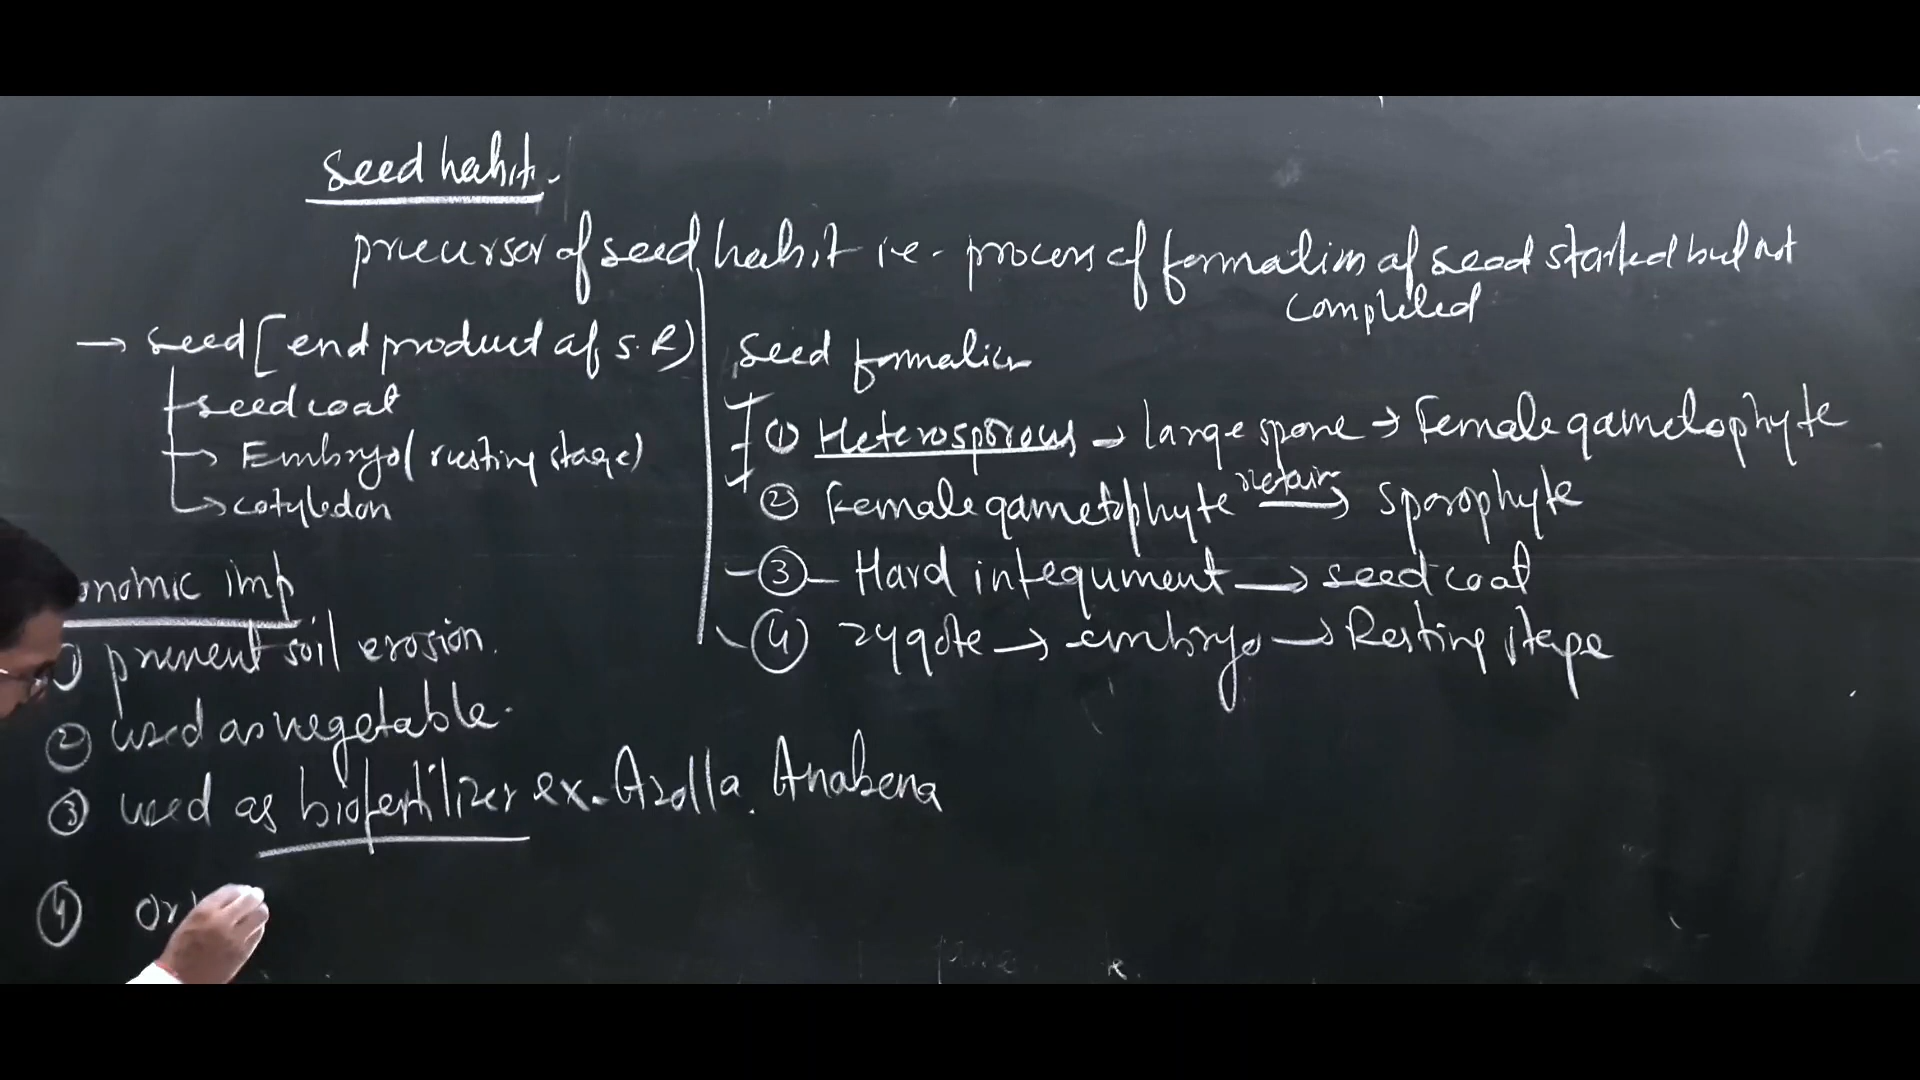 Seed habit.
precursor of seed habit i.e. process of formation of seed started but not
completed
→ seed [end product of S.R)
seed coat
→ Embryo (resting stage)
→ cotyledon
Seed formation
① Heterosporous → large spore → Female gametophyte
② Female gametophyte retain → sporophyte
③ Hard integument → seed coat
④ zygote → embryo → Resting stage
onomic imp
① prevent soil erosion.
② used as vegetable.
③ used as biofertilizer ex. Azolla. Anabena
④ or